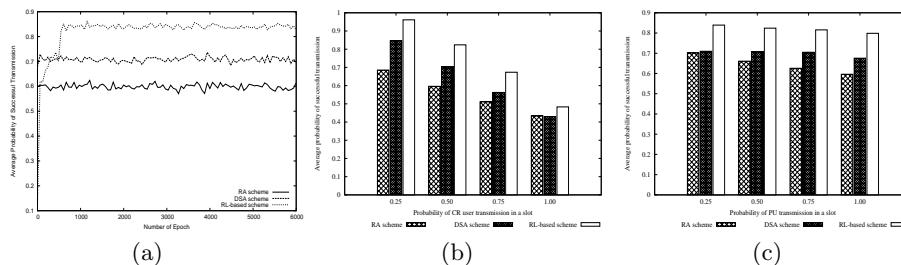 0.9
0.8
0.7
0.6
0.5
0.4
0.3
0.2
0.1
Average Probability of Successul Transmission
0 1000 2000 3000 4000 5000 6000
Number of Epoch
RA scheme
DSA scheme
RL-based scheme
(a)
1
0.9
0.8
0.7
0.6
0.5
0.4
0.3
0.2
0.1
0
Average probability of successful transmission
0.25 0.50 0.75 1.00
Probability of CR user transmission in a slot
RA scheme DSA scheme RL-based scheme
(b)
0.9
0.8
0.7
0.6
0.5
0.4
0.3
0.2
0.1
0
Average probability of successful transmission
0.25 0.50 0.75 1.00
Probability of PU transmission in a slot
RA scheme DSA scheme RL-based scheme
(c)